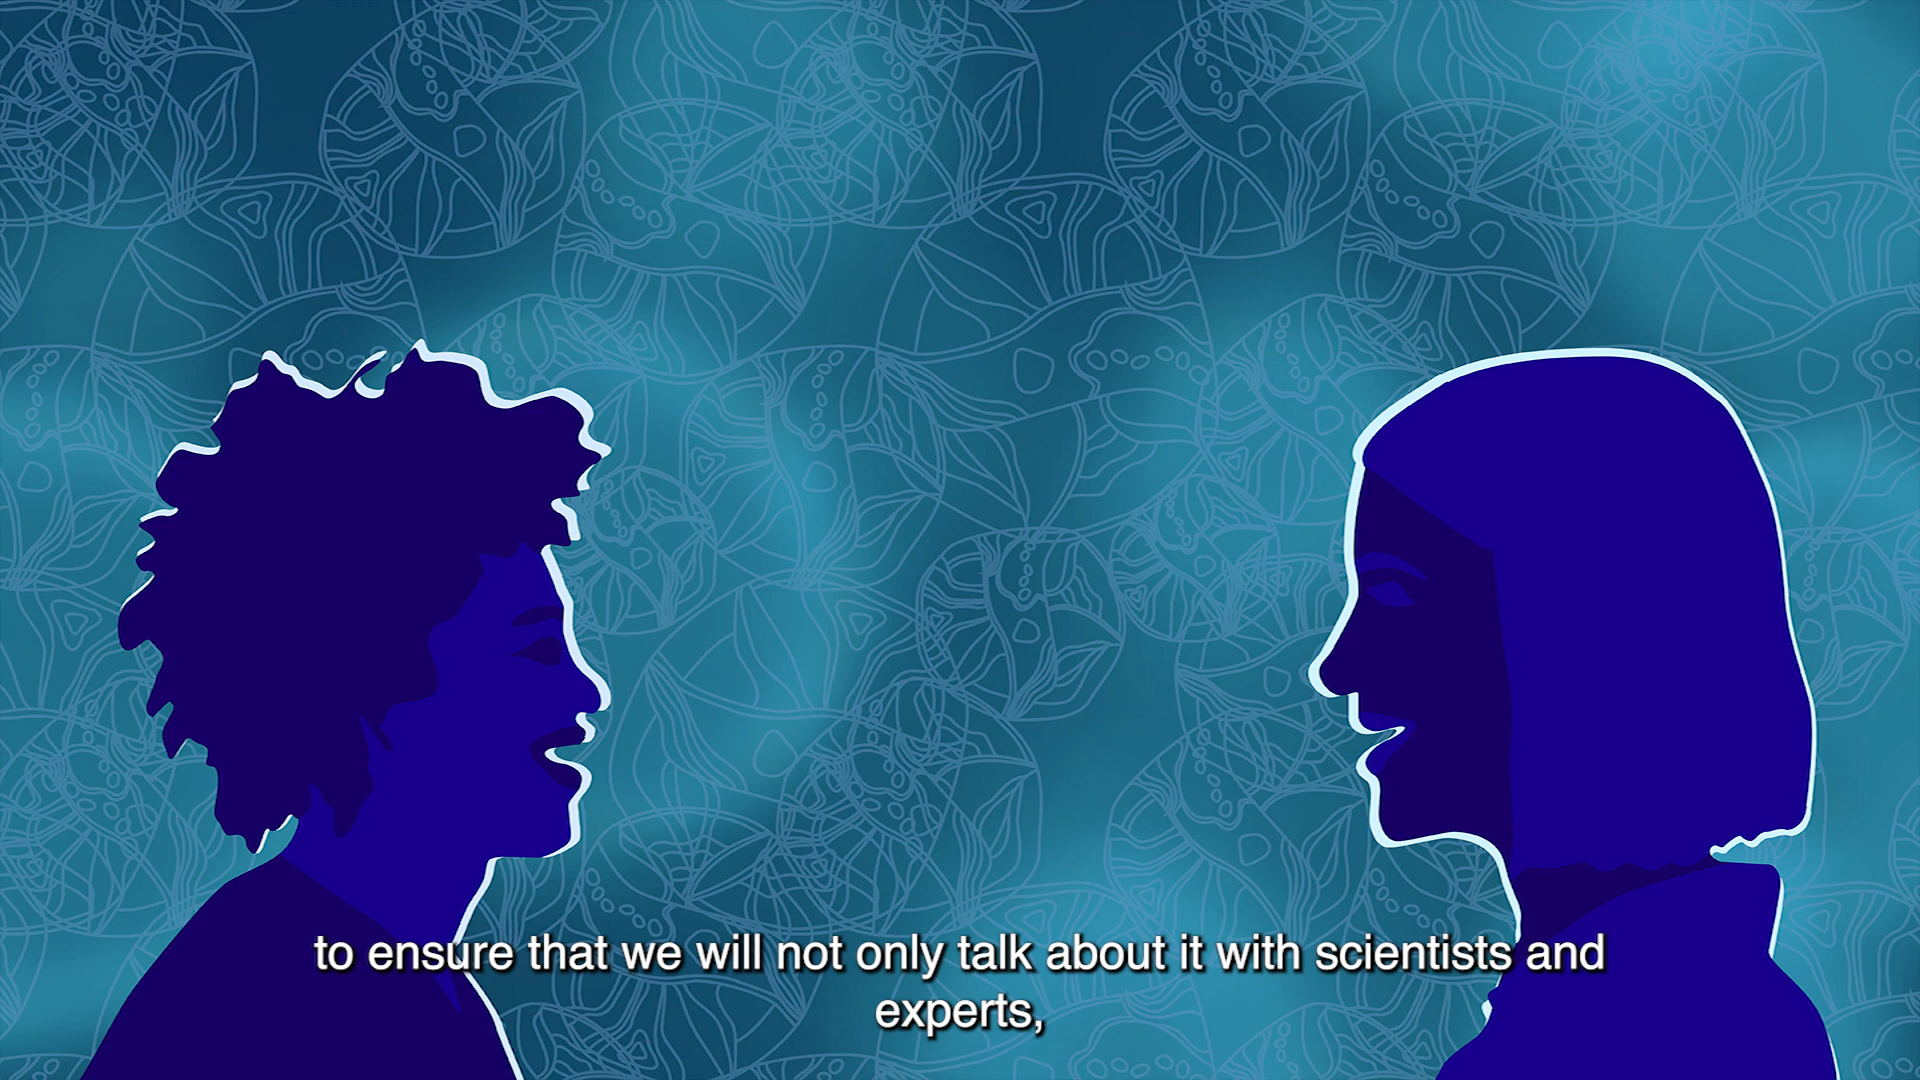 to ensure that we will not only talk about it with scientists and
experts,